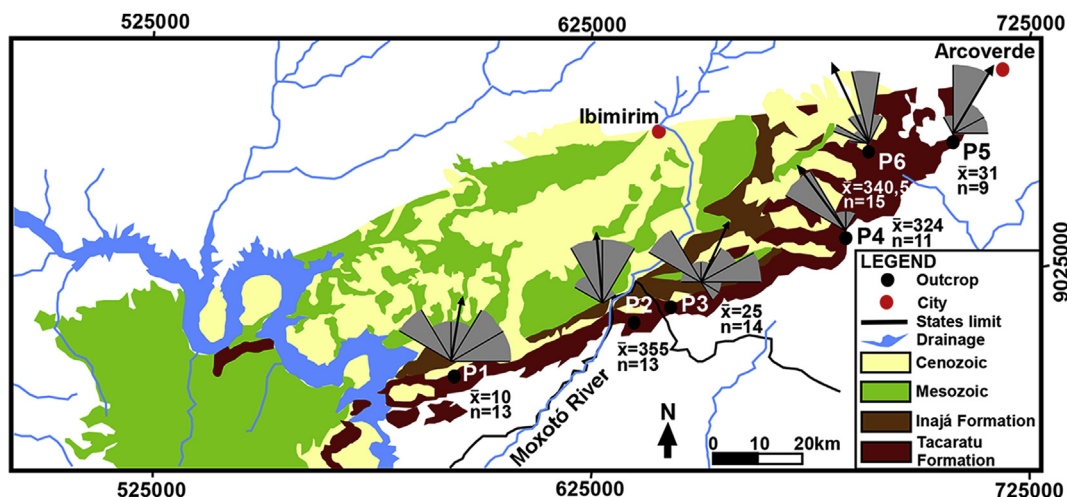 525000
625000
725000
Arcoverde
Ibimirim
P6
P5
x̄=31
n=9
x̄=340,5
n=15
P4
x̄=324
n=11
9025000
P2
P3
x̄=25
n=14
x̄=355
n=13
P1
x̄=10
n=13
Moxotó River
N
0 10 20km
LEGEND
Outcrop
City
States limit
Drainage
Cenozoic
Mesozoic
Inajá Formation
Tacaratu
Formation
525000
625000
725000